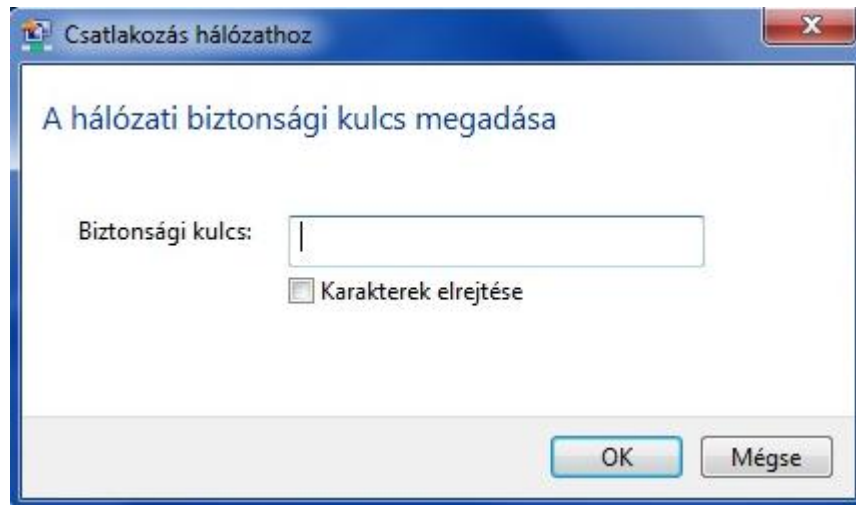 Csatlakozás hálózathoz
A hálózati biztonsági kulcs megadása
Biztonsági kulcs:
Karakterek elrejtése
OK Mégse